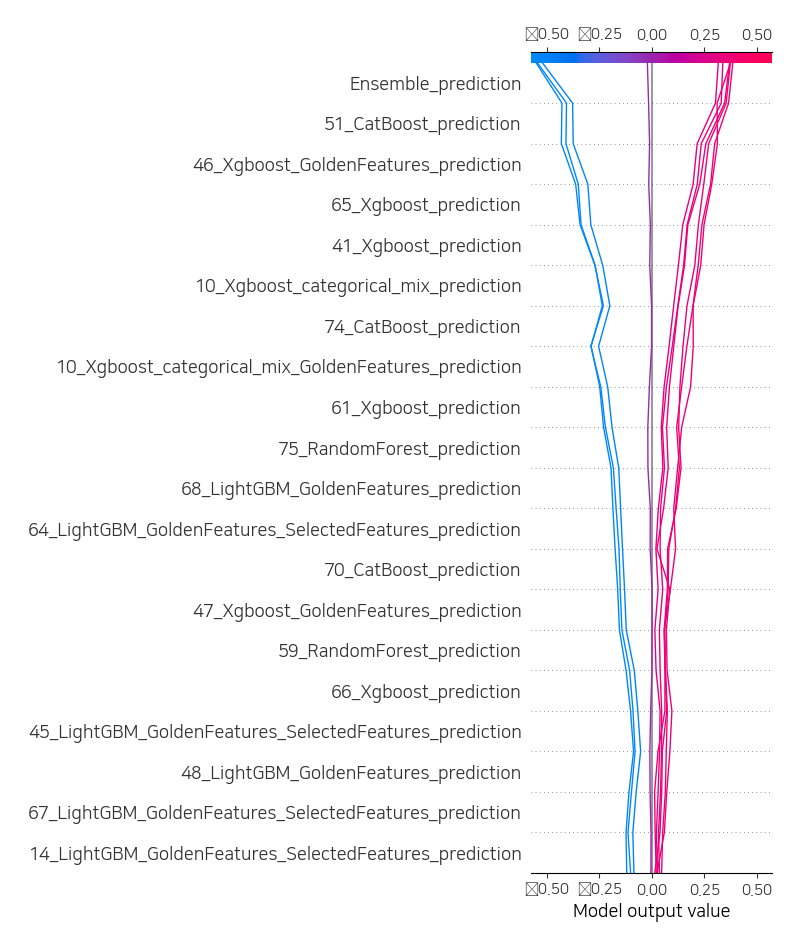 ▯0.50 ▯0.25 0.00 0.25 0.50
Ensemble_prediction
51_CatBoost_prediction
46_Xgboost_GoldenFeatures_prediction
65_Xgboost_prediction
41_Xgboost_prediction
10_Xgboost_categorical_mix_prediction
74_CatBoost_prediction
10_Xgboost_categorical_mix_GoldenFeatures_prediction
61_Xgboost_prediction
75_RandomForest_prediction
68_LightGBM_GoldenFeatures_prediction
64_LightGBM_GoldenFeatures_SelectedFeatures_prediction
70_CatBoost_prediction
47_Xgboost_GoldenFeatures_prediction
59_RandomForest_prediction
66_Xgboost_prediction
45_LightGBM_GoldenFeatures_SelectedFeatures_prediction
48_LightGBM_GoldenFeatures_prediction
67_LightGBM_GoldenFeatures_SelectedFeatures_prediction
14_LightGBM_GoldenFeatures_SelectedFeatures_prediction
▯0.50 ▯0.25 0.00 0.25 0.50
Model output value